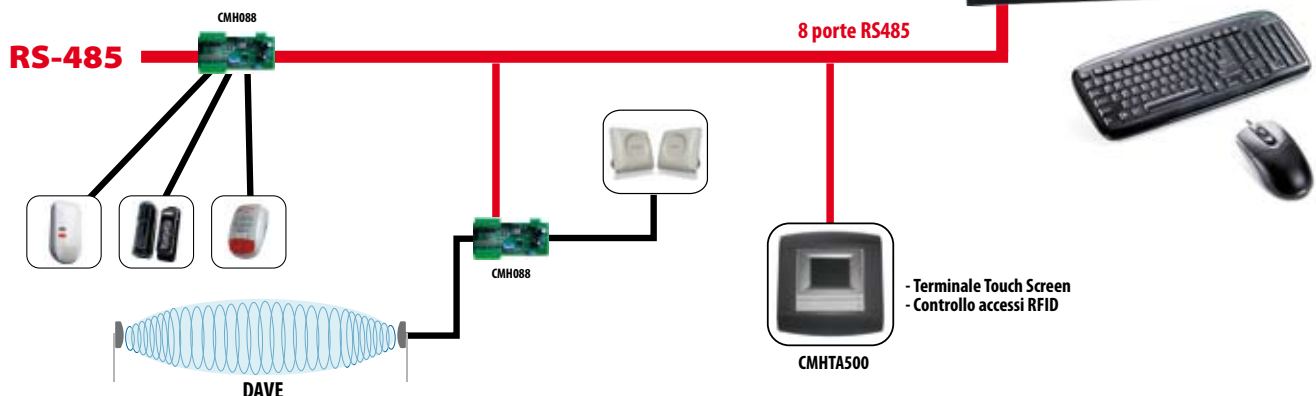 CMH088
RS-485
8 porte RS485
CMH088
- Terminale Touch Screen
- Controllo accessi RFID
CMHTA500
DAVE